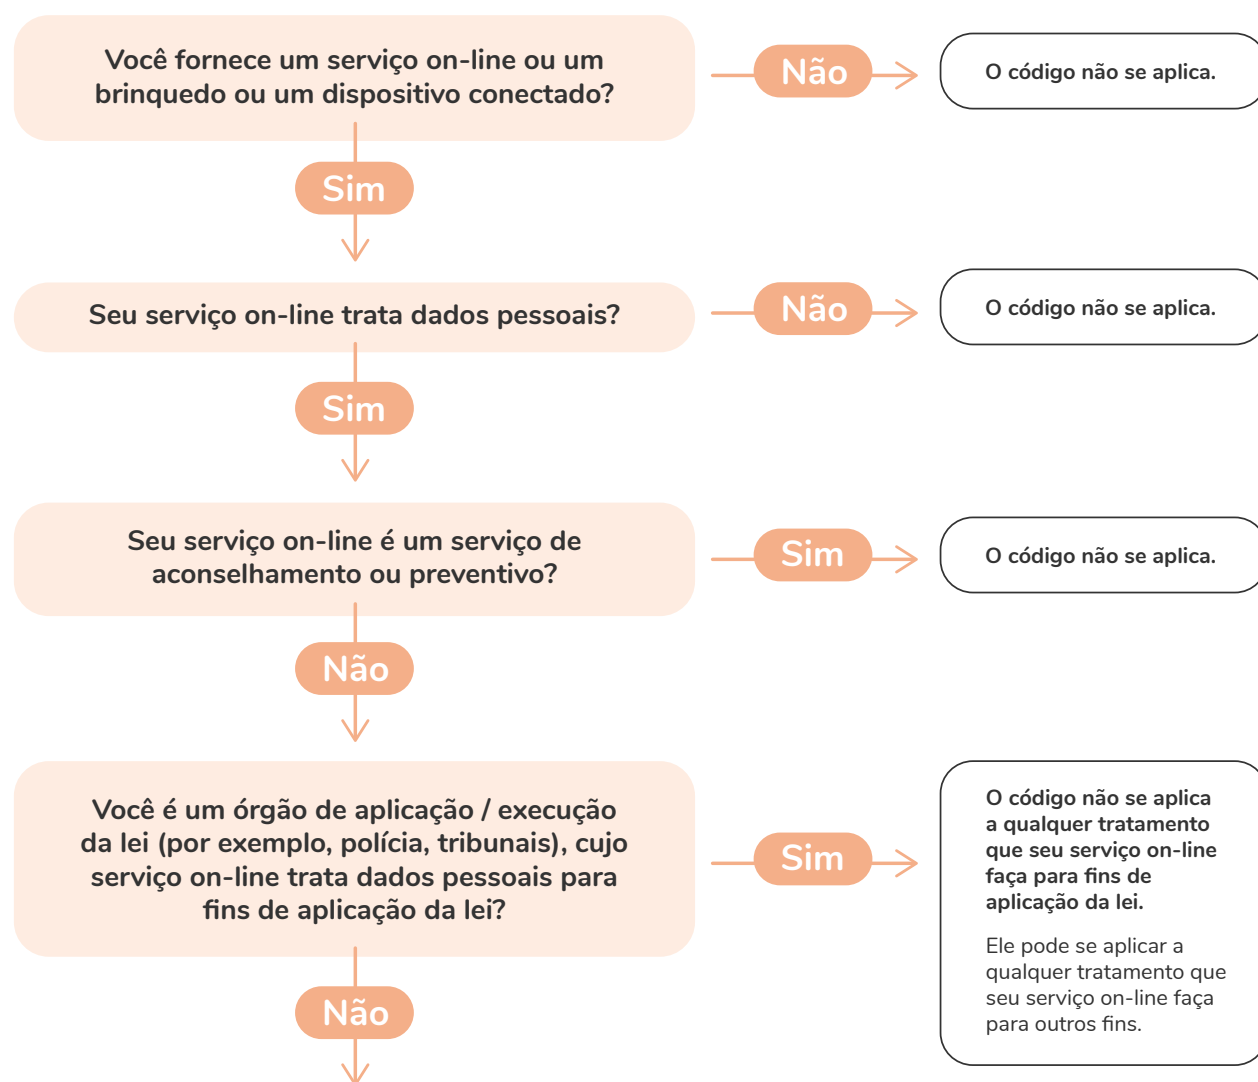 Você fornece um serviço on-line ou um
brinquedo ou um dispositivo conectado?
Não
O código não se aplica.
Sim
Seu serviço on-line trata dados pessoais?
Não
O código não se aplica.
Sim
Seu serviço on-line é um serviço de
aconselhamento ou preventivo?
Sim
O código não se aplica.
Não
Você é um órgão de aplicação / execução
da lei (por exemplo, polícia, tribunais), cujo
serviço on-line trata dados pessoais para
fins de aplicação da lei?
Sim
O código não se aplica
a qualquer tratamento
que seu serviço on-line
faça para fins de
aplicação da lei.
Ele pode se aplicar a
qualquer tratamento que
seu serviço on-line faça
para outros fins.
Não